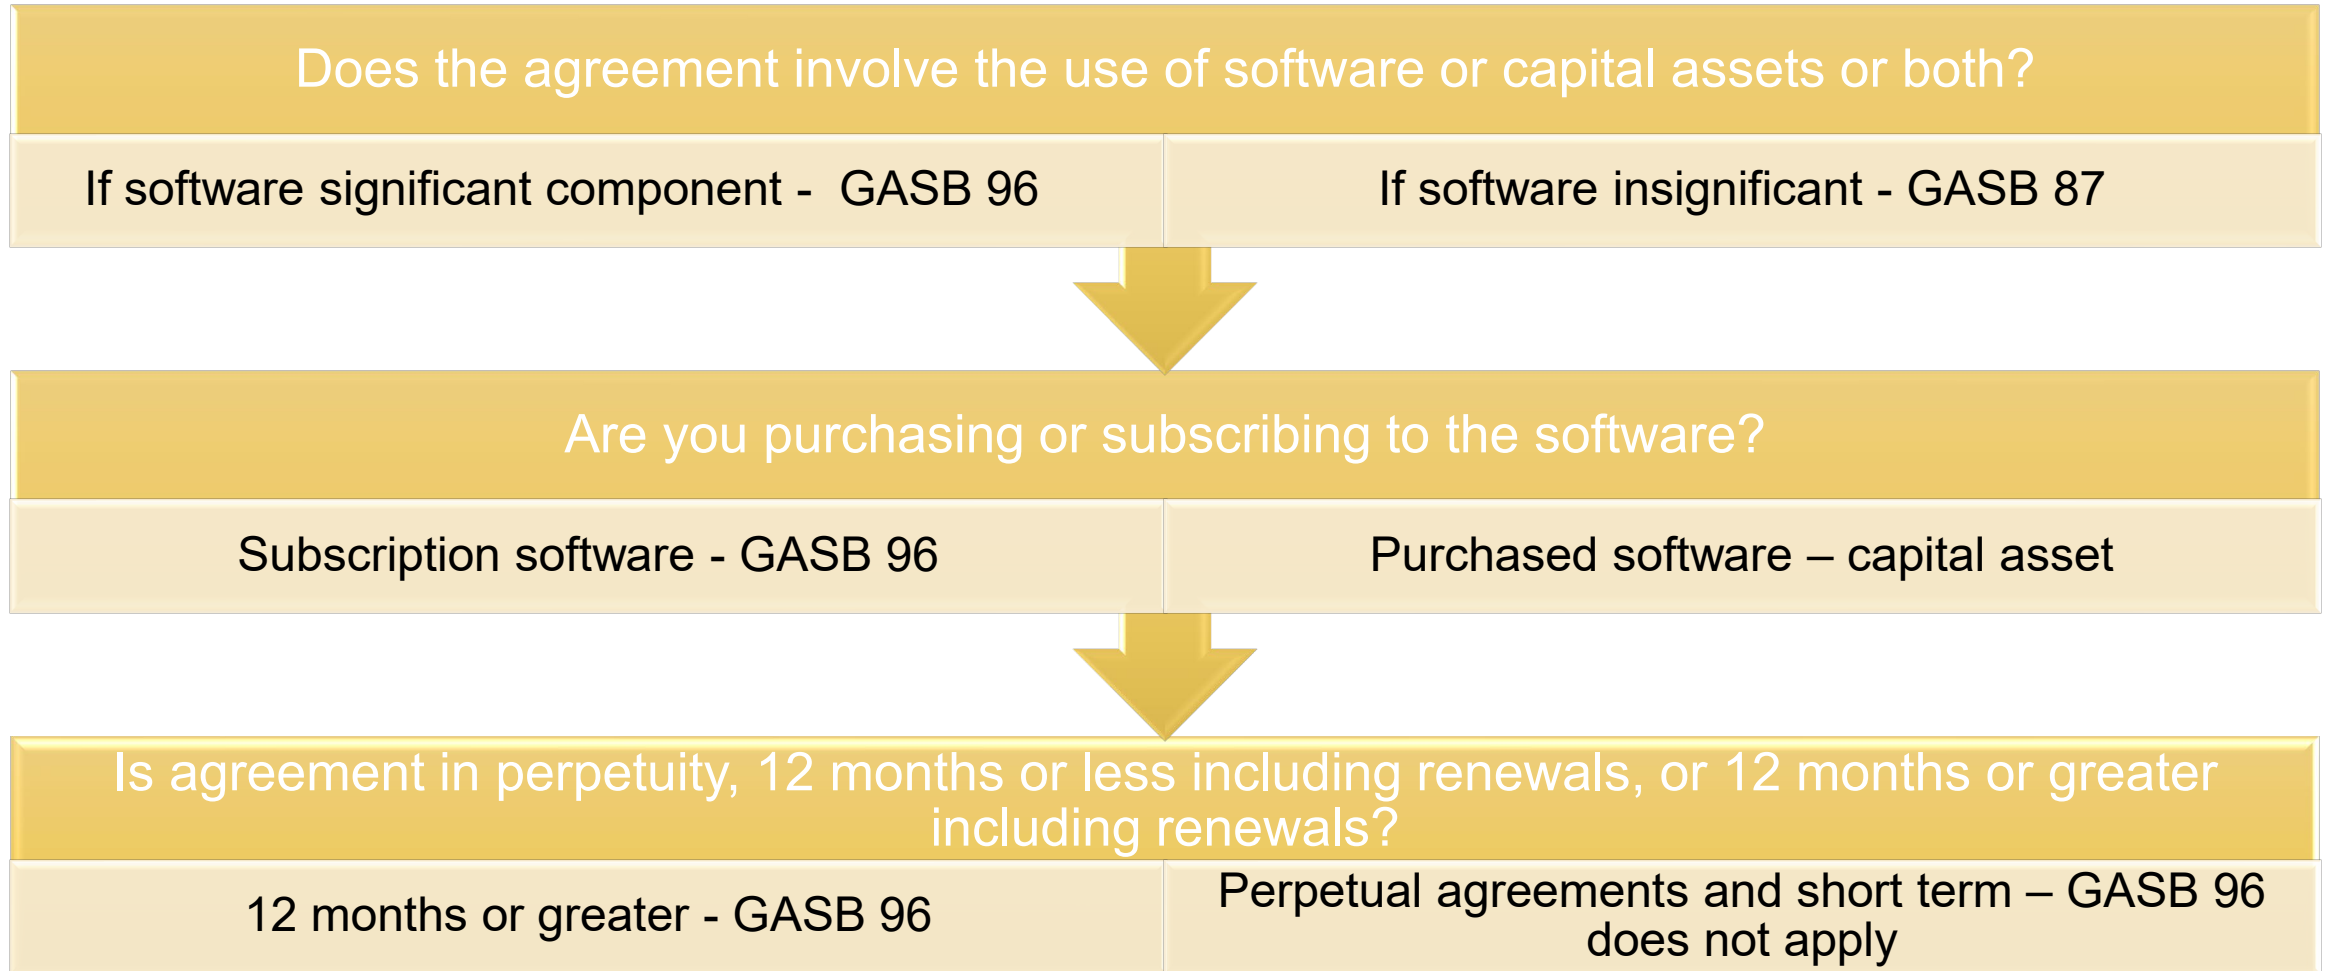 Does the agreement involve the use of software or capital assets or both?
If software significant component -  GASB 96
If software insignificant - GASB 87
Are you purchasing or subscribing to the software?
Subscription software - GASB 96
Purchased software – capital asset
Is agreement in perpetuity, 12 months or less including renewals, or 12 months or greater
including renewals?
12 months or greater - GASB 96
Perpetual agreements and short term – GASB 96
does not apply